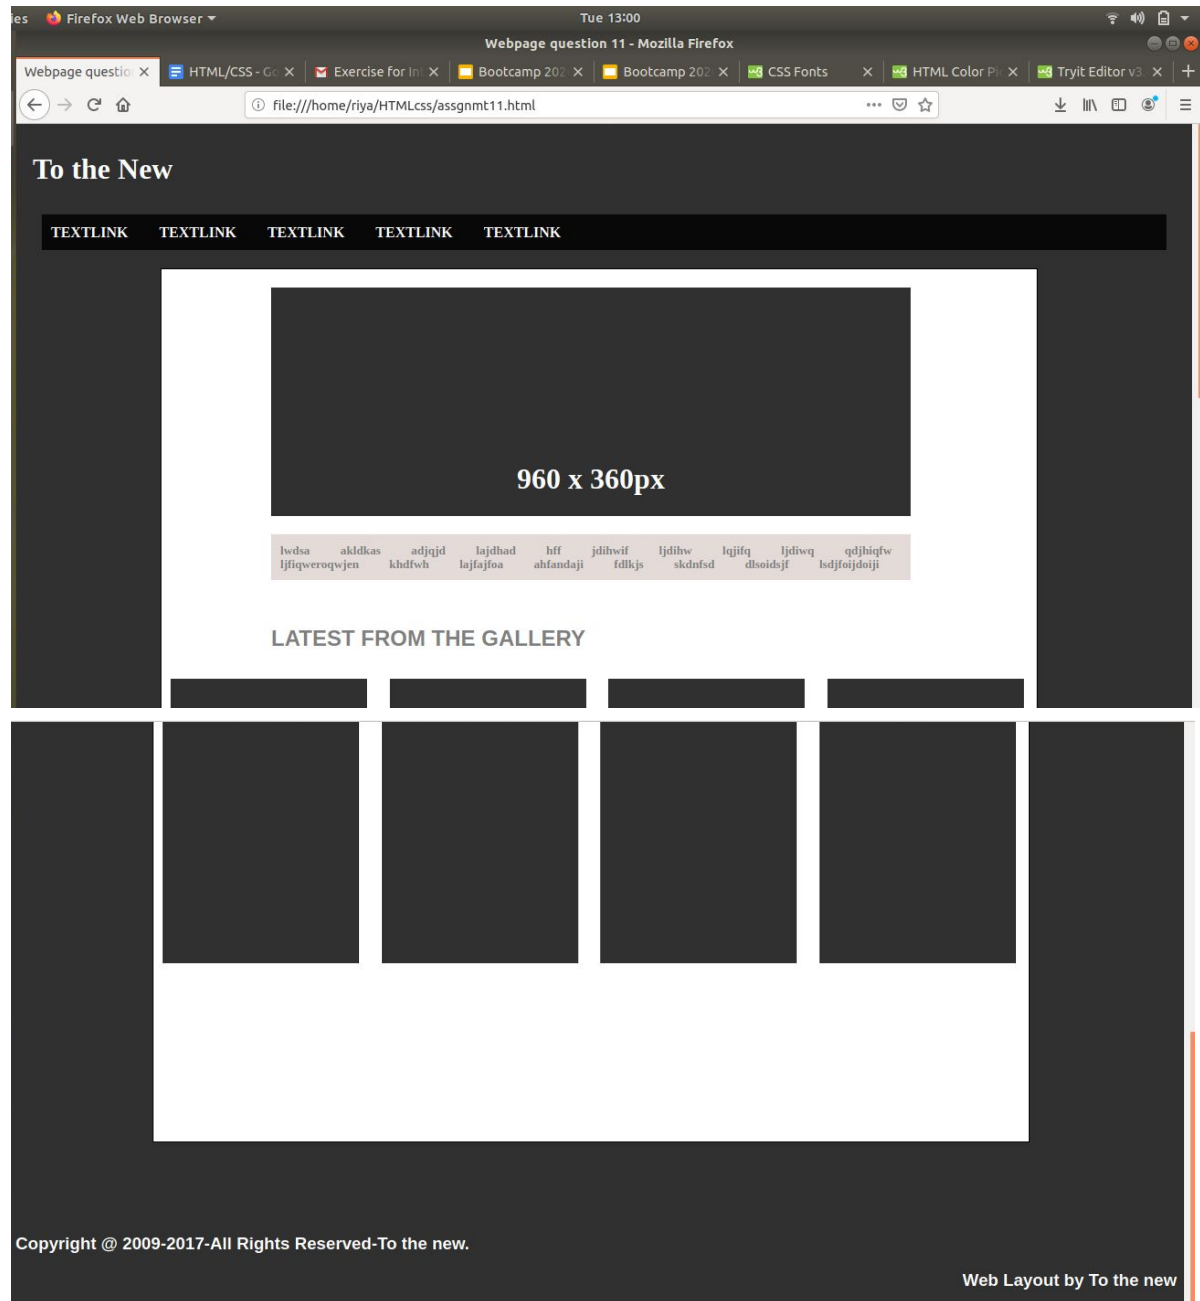 ies Firefox Web Browser Tue 13:00
Webpage question 11 - Mozilla Firefox
Webpage questio HTML/CSS - Go Exercise for In Bootcamp 202 Bootcamp 202 CSS Fonts HTML Color Pi Tryit Editor v3.
file:///home/riya/HTMLcss/assgnmt11.html
To the New
TEXTLINK TEXTLINK TEXTLINK TEXTLINK TEXTLINK
960 x 360px
lwdsa akldkas adjqjd lajdhad hff jdihwif ljdihw lqjifq ljdiwq qdjhiqfw
ljfiqweroqwjen khdfwh lajfajfoa ahfandaji fdlkjs skdnfsd dlsoidsjf lsdjfoijdoiji
LATEST FROM THE GALLERY
Copyright @ 2009-2017-All Rights Reserved-To the new.
Web Layout by To the new